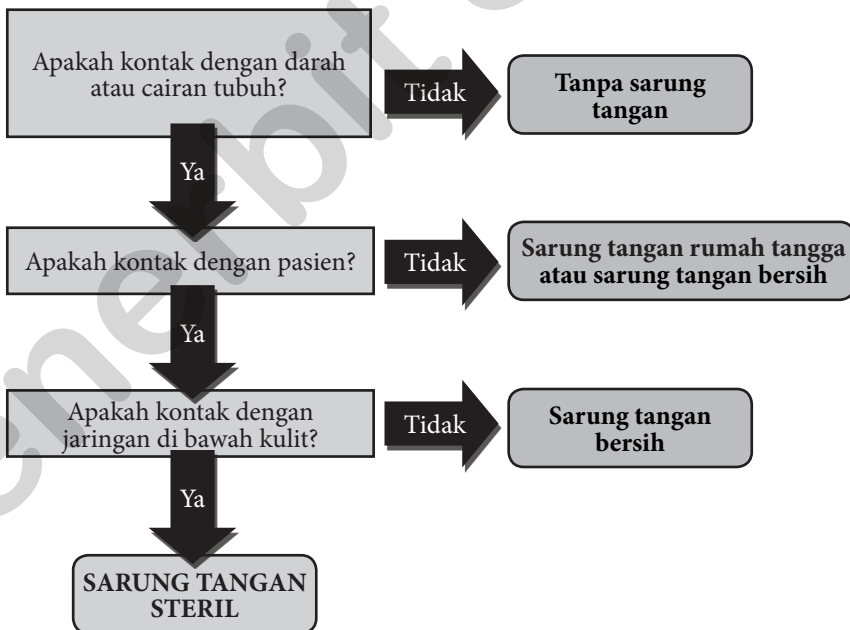 Apakah kontak dengan darah
atau cairan tubuh?
Tidak
Tanpa sarung
tangan
Ya
Apakah kontak dengan pasien?
Tidak
Sarung tangan rumah tangga
atau sarung tangan bersih
Ya
Apakah kontak dengan
jaringan di bawah kulit?
Tidak
Sarung tangan
bersih
Ya
SARUNG TANGAN
STERIL